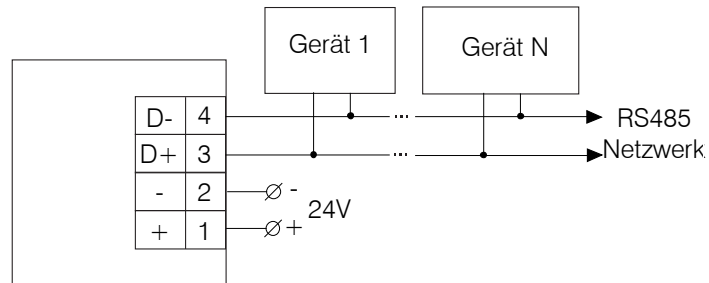 Gerät 1
Gerät N
D- 4
D+ 3
- 2
+ 1
...
...
RS485
Netzwerk
-
24V
+